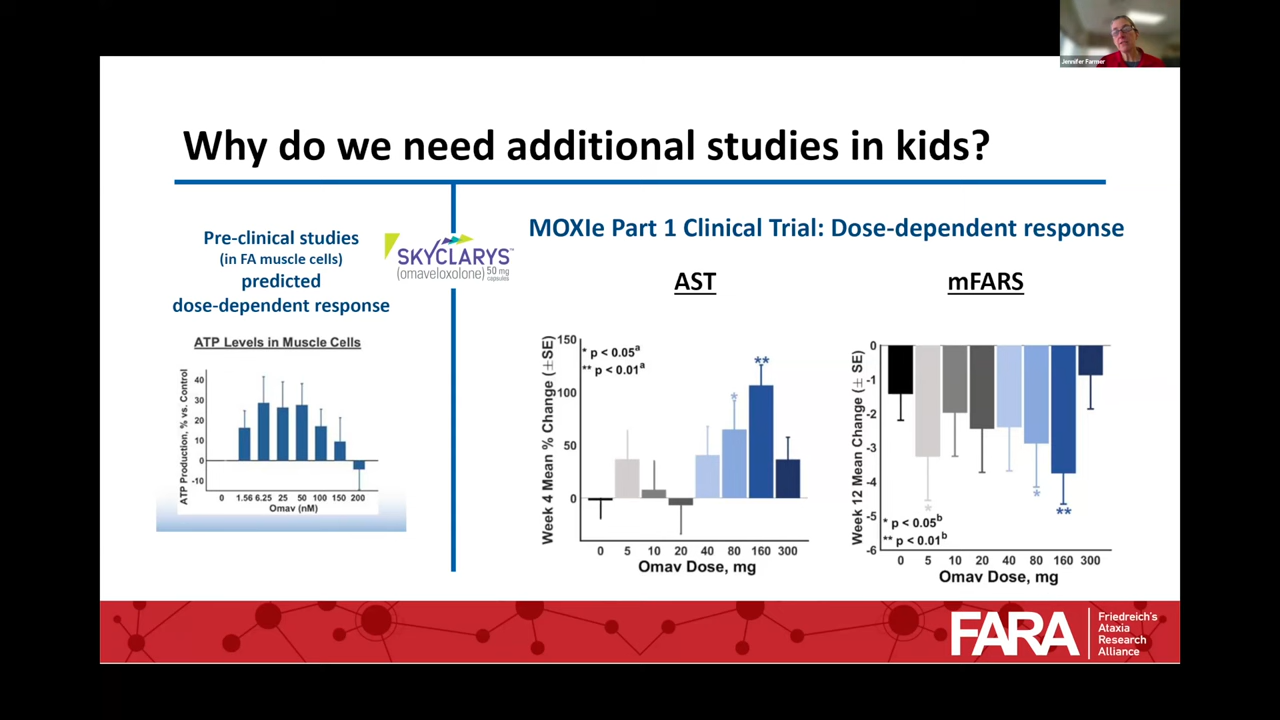 Jennifer Farmer
Why do we need additional studies in kids?
Pre-clinical studies
(in FA muscle cells)
predicted
dose-dependent response
SKYCLARYS™
(omaveloxolone) 50 mg
capsules
MOXIe Part 1 Clinical Trial: Dose-dependent response
ATP Levels in Muscle Cells
ATP Production, % vs. Control
40
30
20
10
0
-10
0 1.56 6.25 25 50 100 150 200
Omav (nM)
AST
Week 4 Mean % Change (± SE)
150
100
50
0
* p < 0.05ᵃ
** p < 0.01ᵃ
*
**
0 5 10 20 40 80 160 300
Omav Dose, mg
mFARS
Week 12 Mean Change (± SE)
0
-1
-2
-3
-4
-5
-6
*
*
**
* p < 0.05ᵇ
** p < 0.01ᵇ
0 5 10 20 40 80 160 300
Omav Dose, mg
FARA
Friedreich's
Ataxia
Research
Alliance